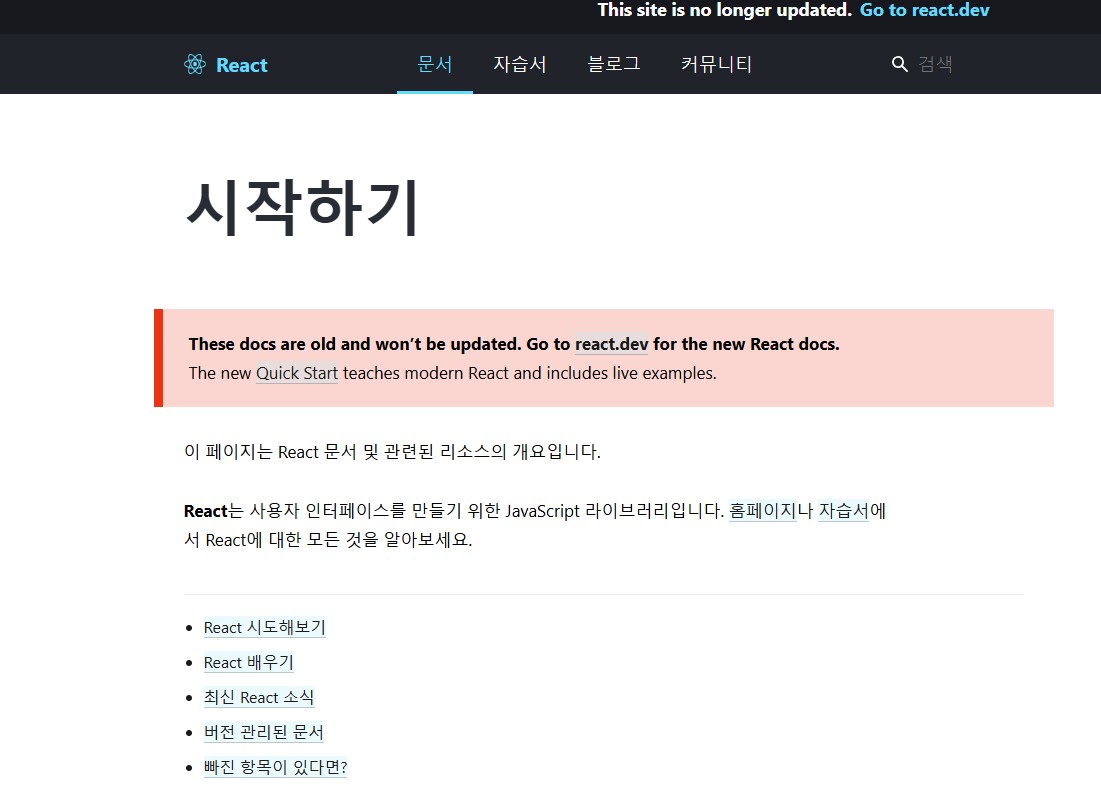 This site is no longer updated. Go to react.dev
React 문서 자습서 블로그 커뮤니티 검색
시작하기
These docs are old and won’t be updated. Go to react.dev for the new React docs.
The new Quick Start teaches modern React and includes live examples.
이 페이지는 React 문서 및 관련된 리소스의 개요입니다.
React는 사용자 인터페이스를 만들기 위한 JavaScript 라이브러리입니다. 홈페이지나 자습서에
서 React에 대한 모든 것을 알아보세요.
React 시도해보기
React 배우기
최신 React 소식
버전 관리된 문서
빠진 항목이 있다면?